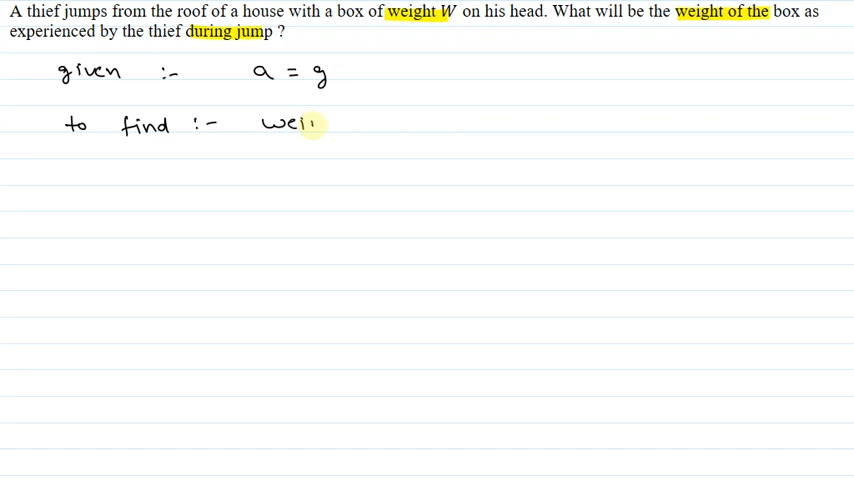 A thief jumps from the roof of a house with a box of weight W on his head. What will be the weight of the box as
experienced by the thief during jump ?
given :- a = g
to find :- wei